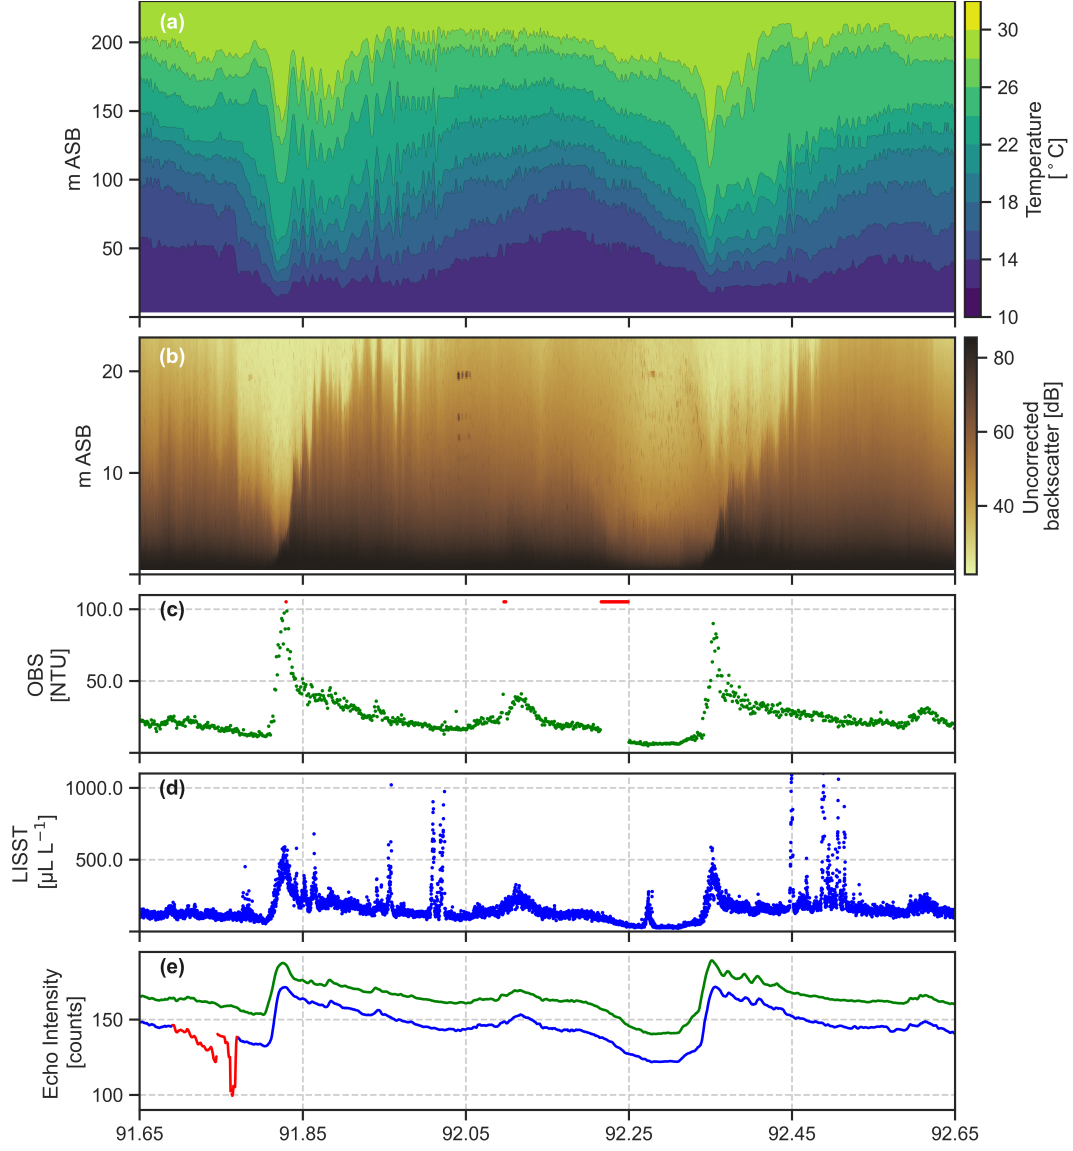 (a)
200
150
100
50
m ASB
30
26
22
18
14
10
Temperature
[°C]
(b)
20
10
m ASB
80
60
40
Uncorrected
backscatter [dB]
(c)
100.0
50.0
OBS
[NTU]
(d)
1000.0
500.0
LISST
[µL L⁻¹]
(e)
150
100
Echo Intensity
[counts]
91.65 91.85 92.05 92.25 92.45 92.65